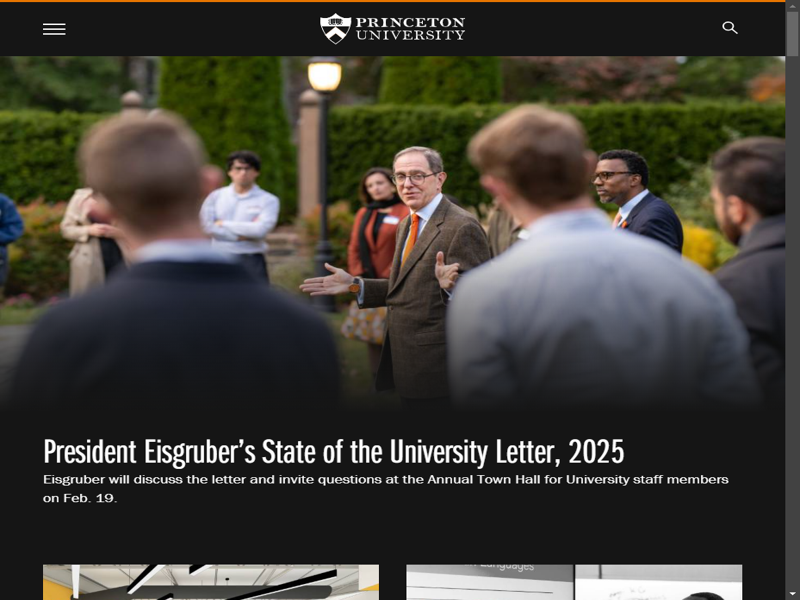 PRINCETON
UNIVERSITY
President Eisgruber’s State of the University Letter, 2025
Eisgruber will discuss the letter and invite questions at the Annual Town Hall for University staff members
on Feb. 19.
Languages